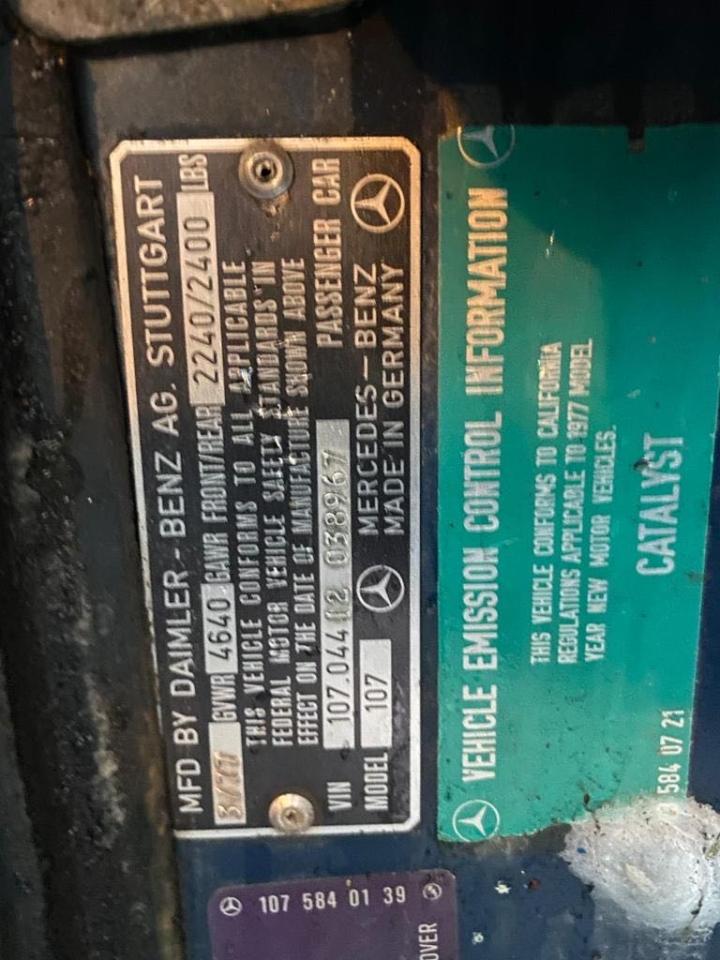 MFD BY DAIMLER-BENZ AG. STUTTGART
3/77 GVWR 4640 GAWR FRONT/REAR 2240/2400 LBS
THIS VEHICLE CONFORMS TO ALL APPLICABLE
FEDERAL MOTOR VEHICLE SAFETY STANDARDS IN
EFFECT ON THE DATE OF MANUFACTURE SHOWN ABOVE
VIN 107.044 12 038967 PASSENGER CAR
MODEL 107 MERCEDES-BENZ
MADE IN GERMANY
VEHICLE EMISSION CONTROL INFORMATION
THIS VEHICLE CONFORMS TO CALIFORNIA
REGULATIONS APPLICABLE TO 1977 MODEL
YEAR NEW MOTOR VEHICLES.
CATALYST
584 07 21
107 584 01 39
OVER